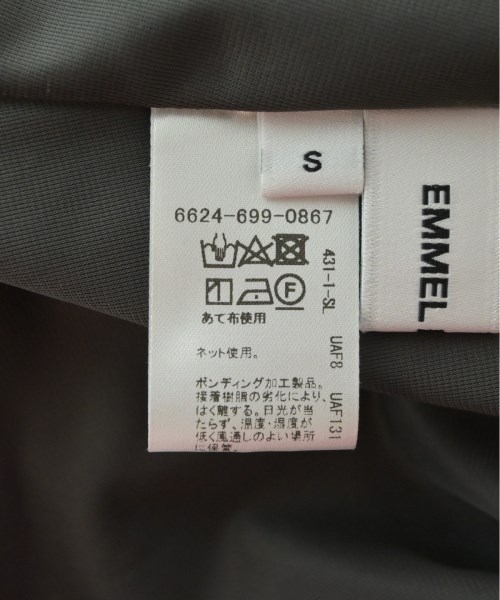 S
6624-699-0867
F
あて布使用
ネット使用。
ボンディング加工製品。
接着樹脂の劣化により、
はく離する。日光が当
たらず、温度・湿度が
低く風通しのよい場所
に保管。
431-1-SL
UAF8 UAF131
EMMEL